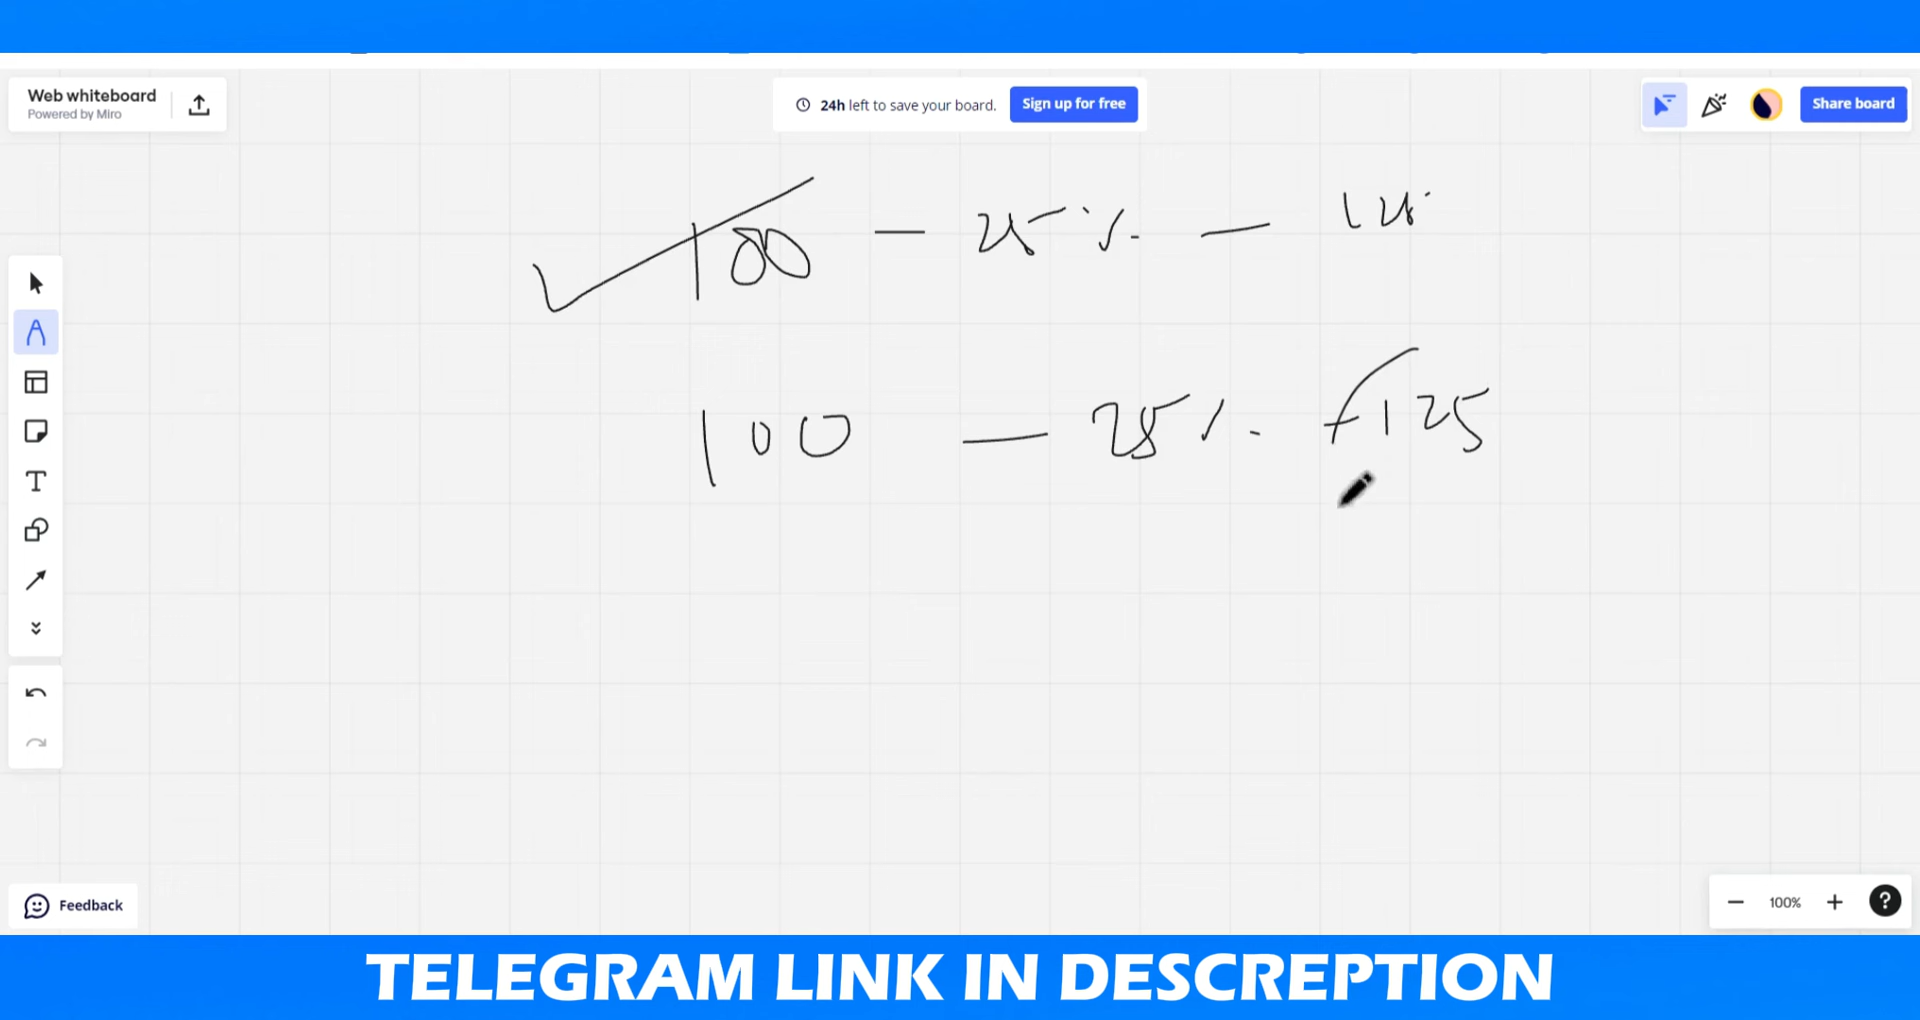 Web whiteboard
Powered by Miro
24h left to save your board.
Sign up for free
Share board
100 — 25% — 125
100 — 25% +125
T
Feedback
100%
?
TELEGRAM LINK IN DESCREPTION